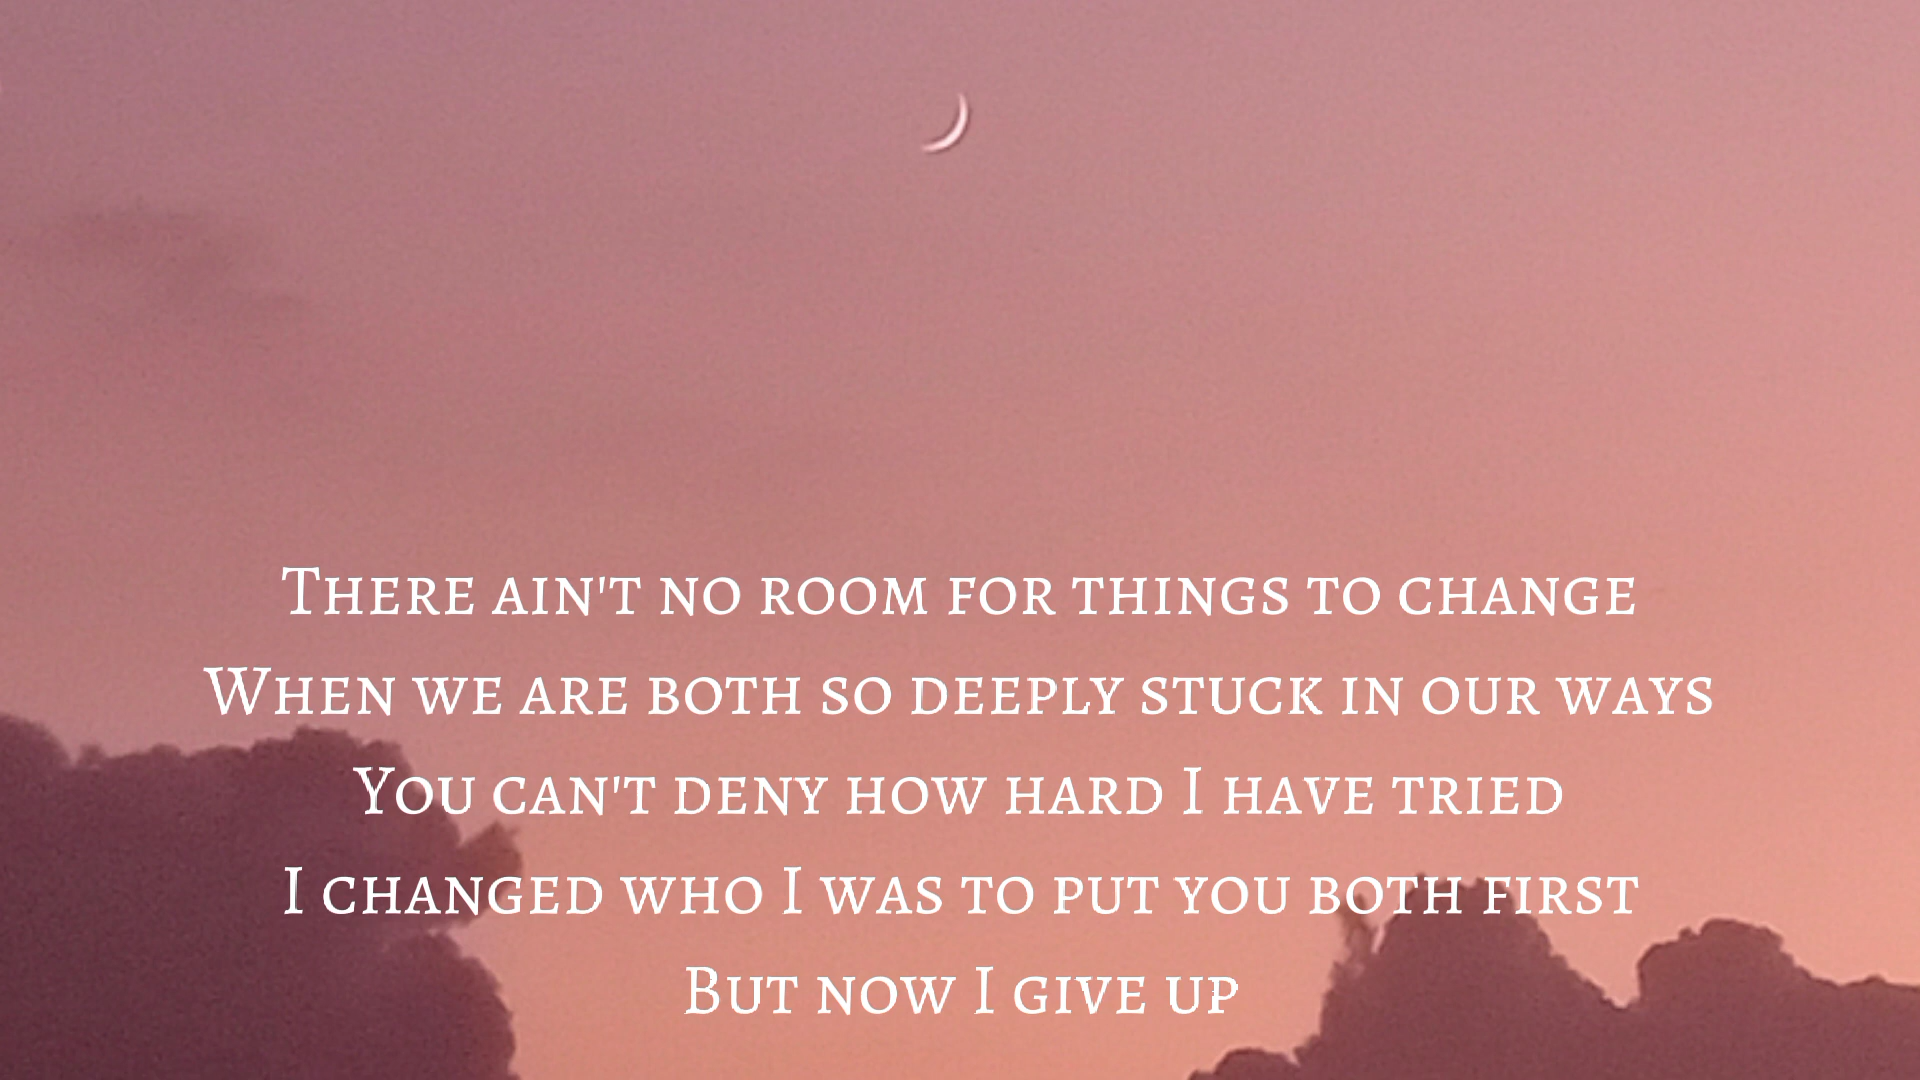 There ain't no room for things to change
When we are both so deeply stuck in our ways
You can't deny how hard I have tried
I changed who I was to put you both first
But now I give up